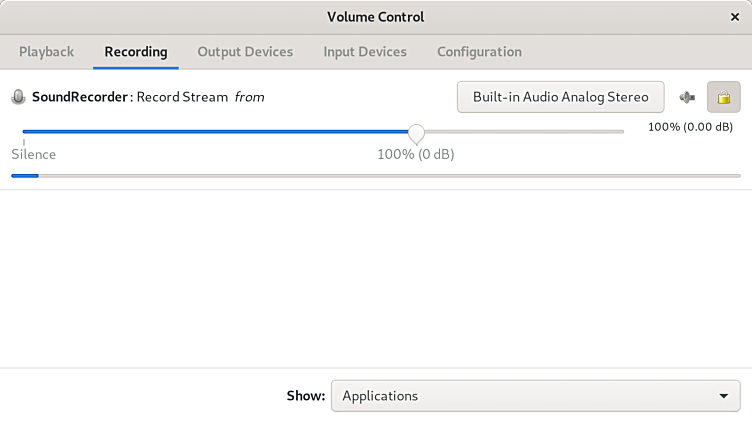 Volume Control
Playback Recording Output Devices Input Devices Configuration
SoundRecorder: Record Stream from Built-in Audio Analog Stereo
100% (0.00 dB)
Silence 100% (0 dB)
Show: Applications